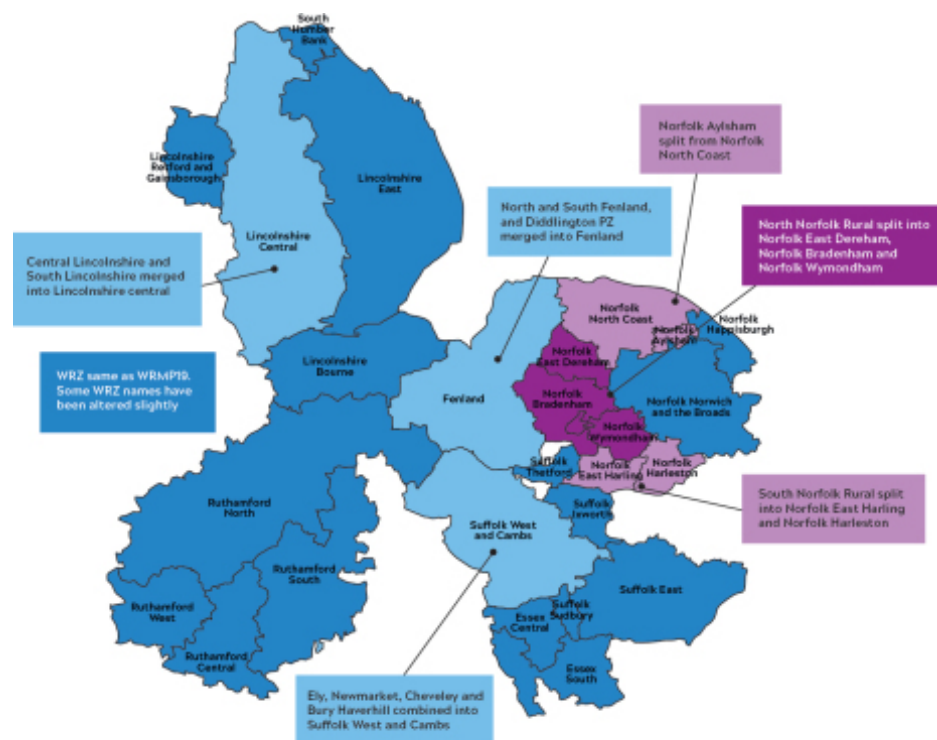 South
Humber
Bank
Lincolnshire
Retford and
Gainsborough
Lincolnshire
East
Lincolnshire
Central
Norfolk Aylsham
split from Norfolk
North Coast
North and South Fenland,
and Diddlington PZ
merged into Fenland
North Norfolk Rural split into
Norfolk East Dereham,
Norfolk Bradenham and
Norfolk Wymondham
Central Lincolnshire and
South Lincolnshire merged
into Lincolnshire central
WRZ same as WRMP19.
Some WRZ names have
been altered slightly
Lincolnshire
Bourne
Fenland
Norfolk
North Coast
Norfolk
Aylsham
Norfolk
Happisburgh
Norfolk
East Dereham
Norfolk
Bradenham
Norfolk Norwich
and the Broads
Norfolk
Wymondham
Suffolk
Thetford
Norfolk
East Harling
Norfolk
Harleston
South Norfolk Rural split
into Norfolk East Harling
and Norfolk Harleston
Ruthamford
North
Suffolk West
and Cambs
Suffolk
Ixworth
Ruthamford
South
Suffolk East
Ruthamford
West
Essex
Central
Suffolk
Sudbury
Ruthamford
Central
Essex
South
Ely, Newmarket, Cheveley and
Bury Haverhill combined into
Suffolk West and Cambs